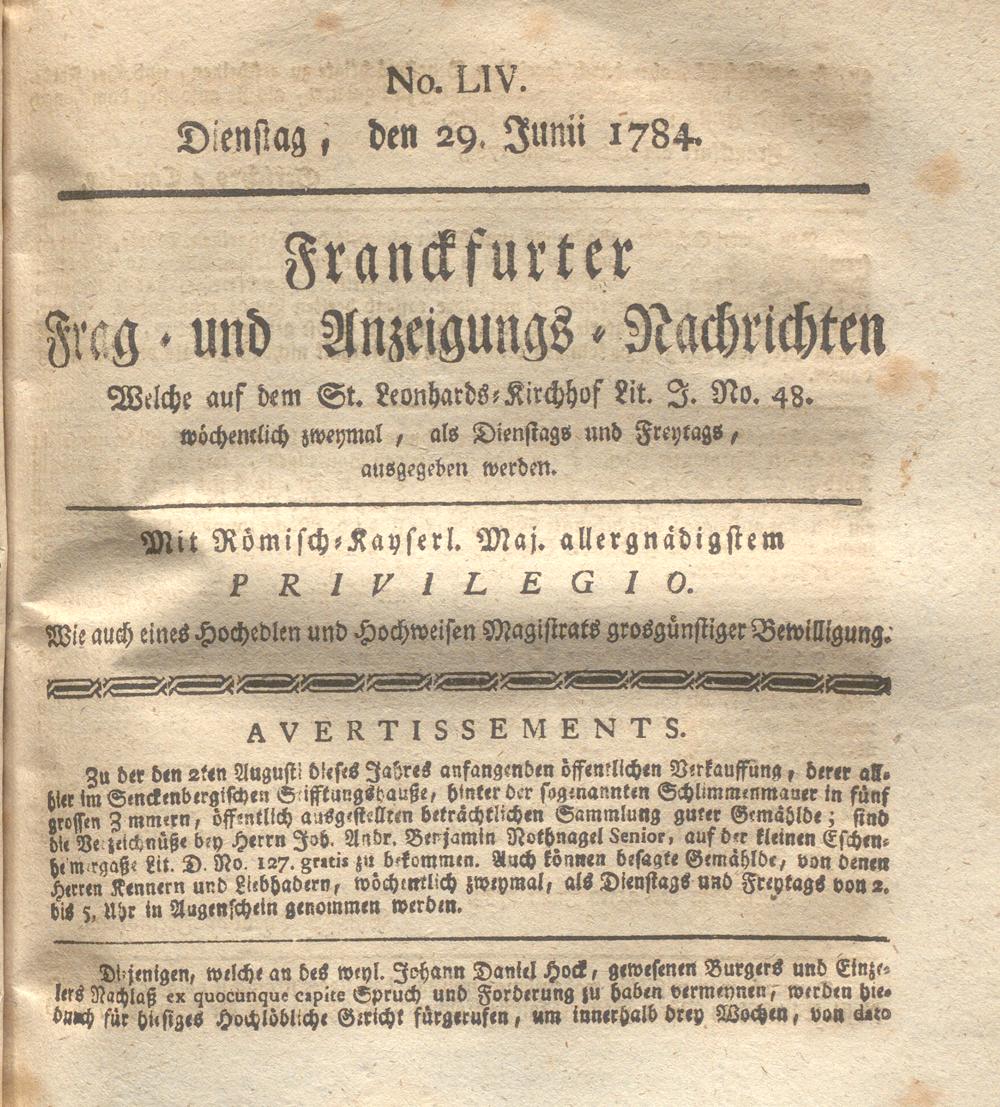 No. LIV.
Dienstag, den 29. Junii 1784.
Franckfurter
Frag- und Anzeigungs-Nachrichten
Welche auf dem St. Leonhards-Kirchhof Lit. J. No. 48.
wöchentlich zweymal, als Dienstags und Freytags,
ausgegeben werden.
Mit Römisch-Kayserl. Maj. allergnädigstem
PRIVILEGIO.
Wie auch eines Hochedlen und Hochweisen Magistrats grosgünstiger Bewilligung.
AVERTISSEMENTS.
Zu der den 2ten Augusti dieses Jahres anfangenden öffentlichen Verkauffung, derer all-
hier im Senckenbergischen Stifftungshauße, hinter der sogenannten Schlimmenmauer in fünf
grossen Zimmern, öffentlich ausgestellten beträchtlichen Sammlung guter Gemählde; sind
die Verzeichnüße bey Herrn Joh. Andr. Benjamin Nothnagel Senior, auf der kleinen Eschen-
heimergaße Lit. D. No. 127. gratis zu bekommen. Auch können besagte Gemählde, von denen
Herren Kennern und Liebhabern, wöchentlich zweymal, als Dienstags und Freytags von 2.
bis 5. Uhr in Augenschein genommen werden.
Diejenigen, welche an des weyl. Johann Daniel Hock, gewesenen Burgers und Einze-
lers Nachlaß ex quocunque capite Spruch und Forderung zu haben vermeynen, werden hie-
durch für hiesiges Hochlöbliche Gericht fürgerufen, um innerhalb drey Wochen, von dato